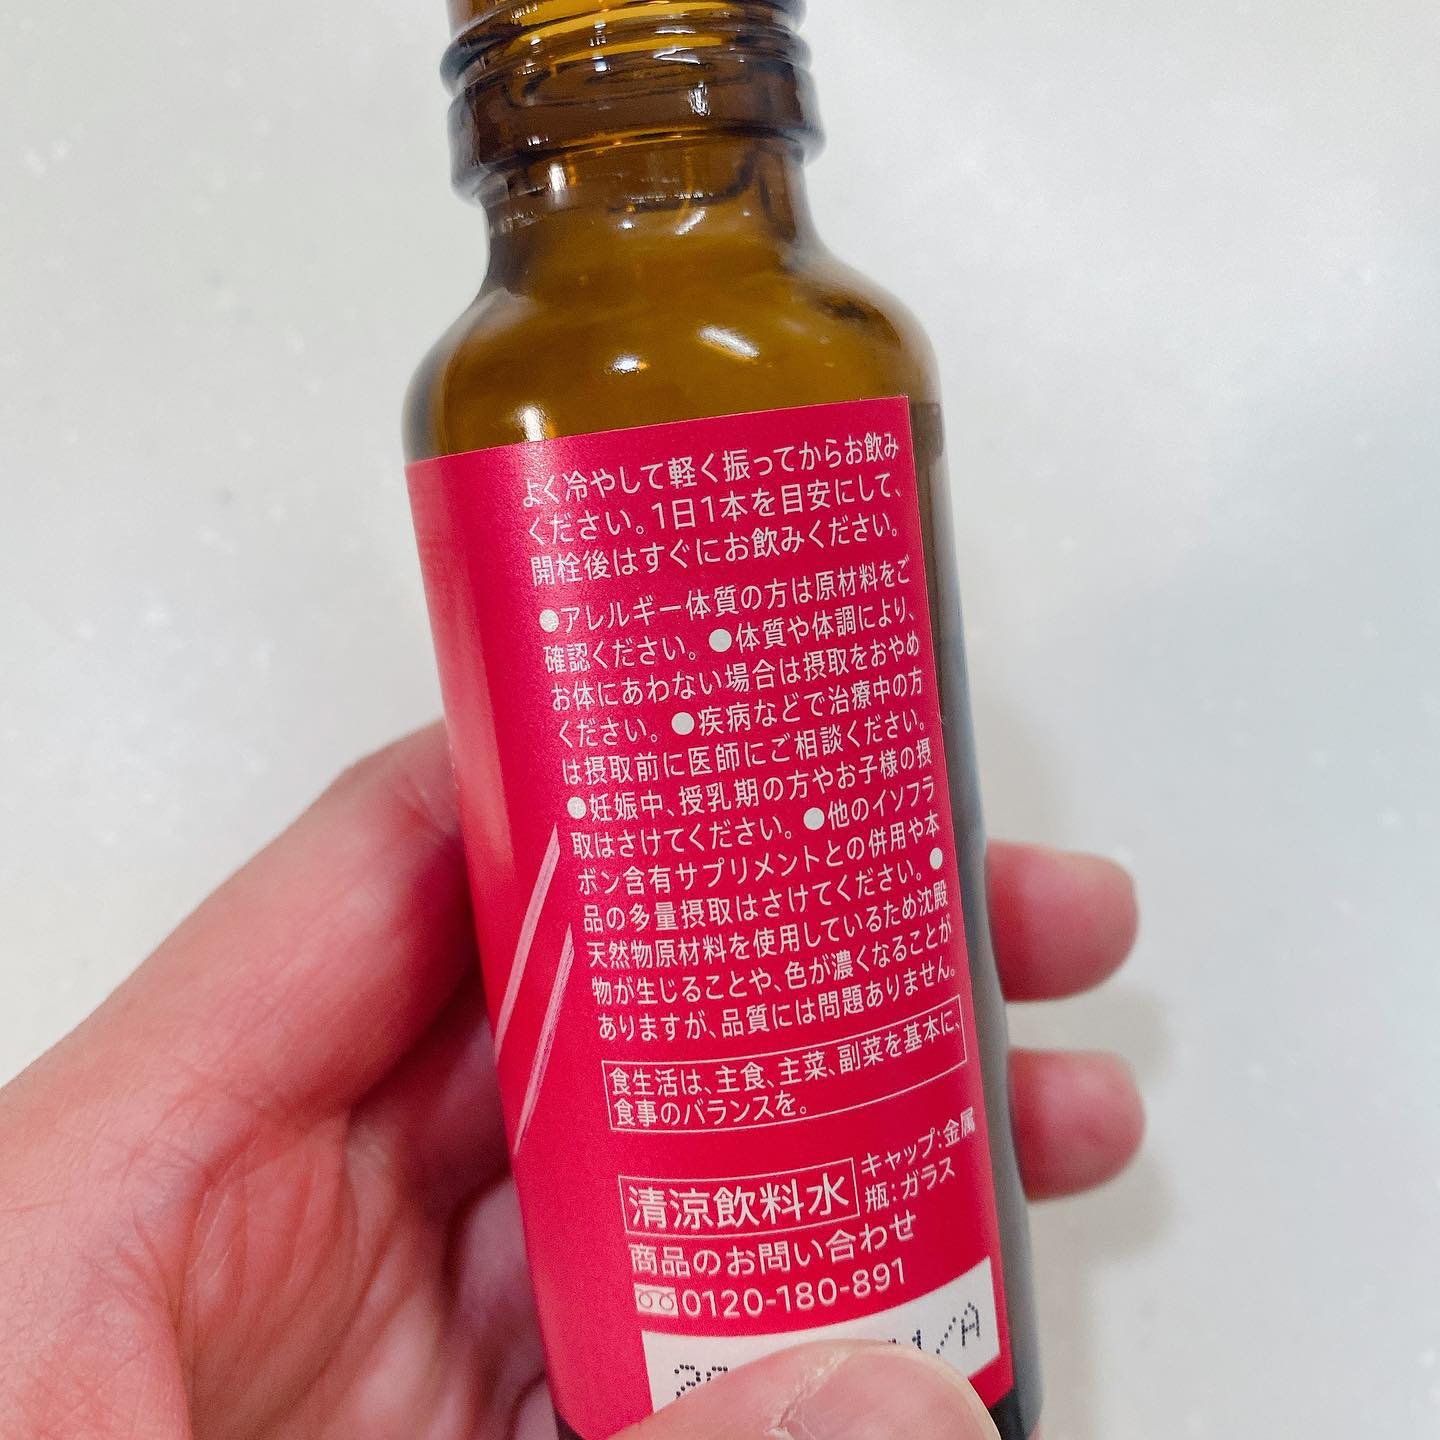 よく冷やして軽く振ってからお飲み
ください。1日1本を目安にして、
開栓後はすぐにお飲みください。
●アレルギー体質の方は原材料をご
確認ください。●体質や体調により、
お体にあわない場合は摂取をおやめ
ください。●疾病などで治療中の方
は摂取前に医師にご相談ください。
●妊娠中、授乳期の方やお子様の摂
取はさけてください。●他のイソフラ
ボン含有サプリメントとの併用や本
品の多量摂取はさけてください。●
天然物原材料を使用しているため沈殿
物が生じることや、色が濃くなることが
ありますが、品質には問題ありません。
食生活は、主食、主菜、副菜を基本に、
食事のバランスを。
清涼飲料水
キャップ:金属
瓶:ガラス
商品のお問い合わせ
0120-180-891
/A